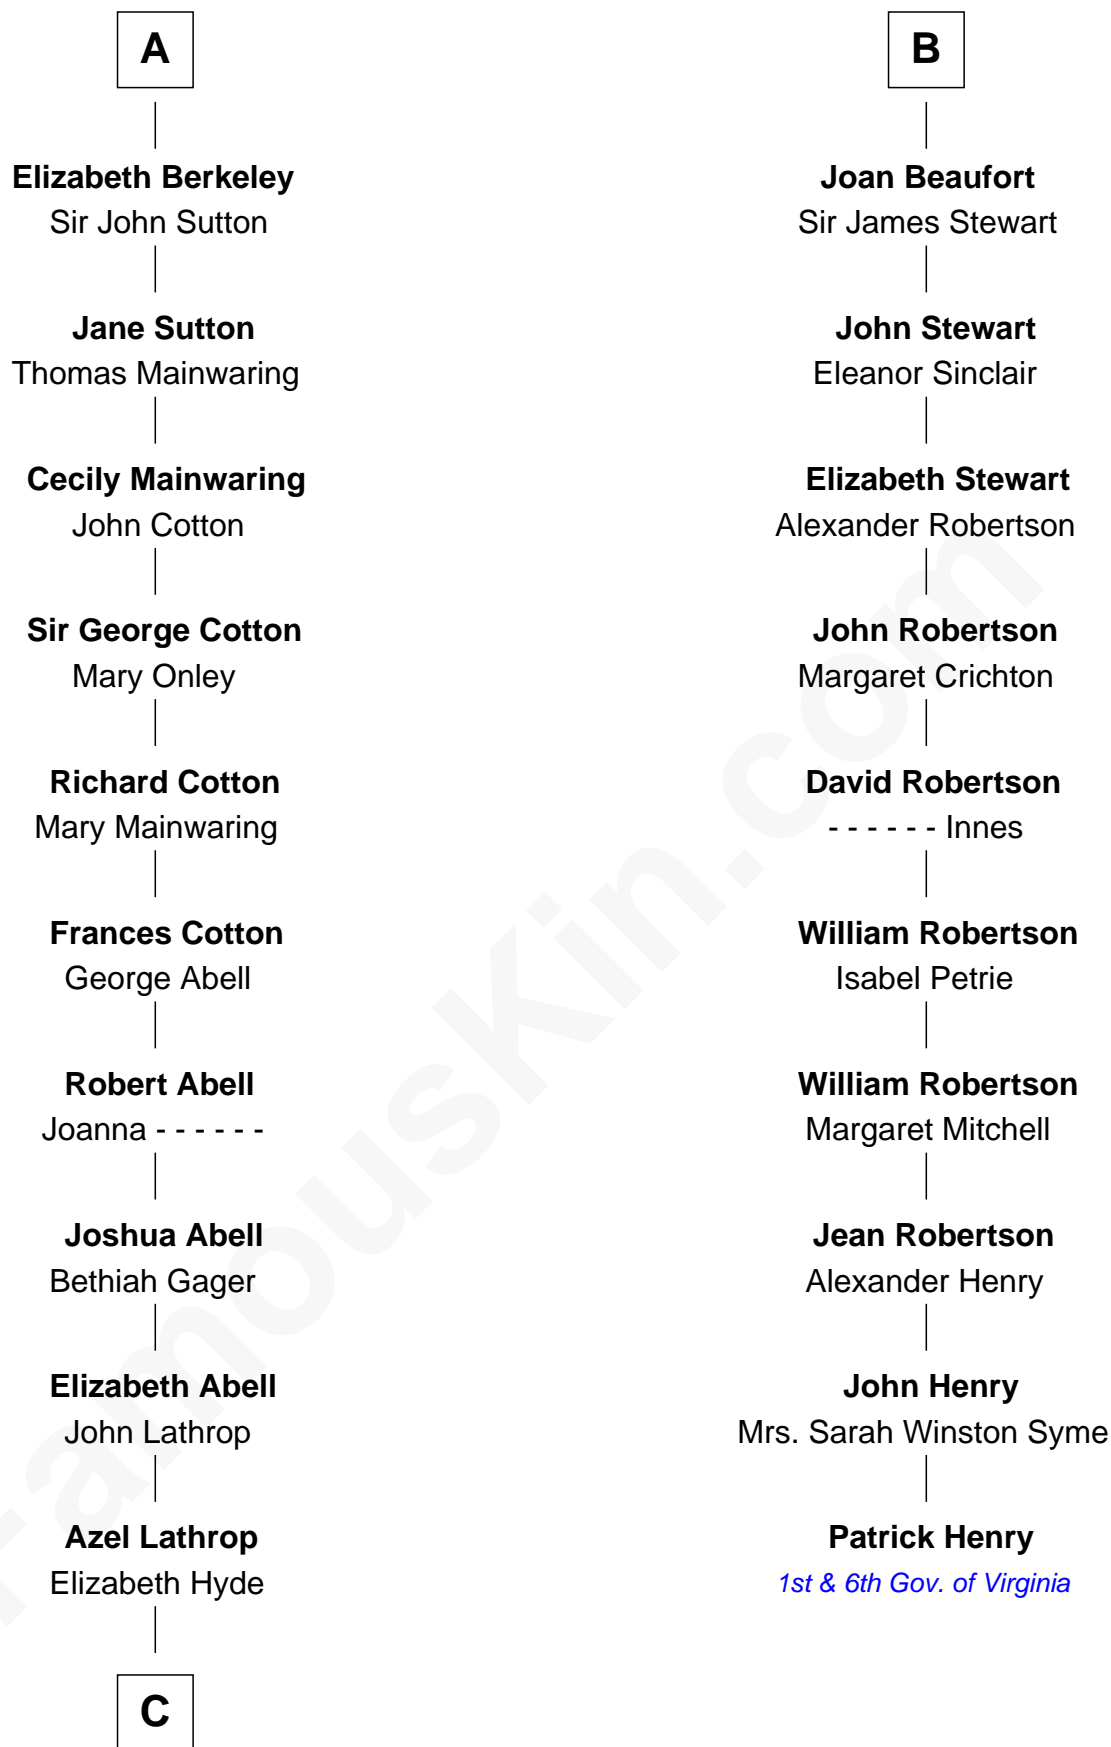 A
Elizabeth Berkeley
Sir John Sutton
Jane Sutton
Thomas Mainwaring
Cecily Mainwaring
John Cotton
Sir George Cotton
Mary Onley
Richard Cotton
Mary Mainwaring
Frances Cotton
George Abell
Robert Abell
Joanna - - - - - -
Joshua Abell
Bethiah Gager
Elizabeth Abell
John Lathrop
Azel Lathrop
Elizabeth Hyde
C
B
Joan Beaufort
Sir James Stewart
John Stewart
Eleanor Sinclair
Elizabeth Stewart
Alexander Robertson
John Robertson
Margaret Crichton
David Robertson
- - - - - - Innes
William Robertson
Isabel Petrie
William Robertson
Margaret Mitchell
Jean Robertson
Alexander Henry
John Henry
Mrs. Sarah Winston Syme
Patrick Henry
1st & 6th Gov. of Virginia
FamousKin.com